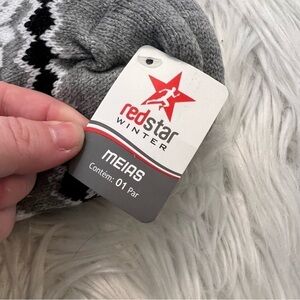 redstar
WINTER
MEIAS
Contém: 01 Par